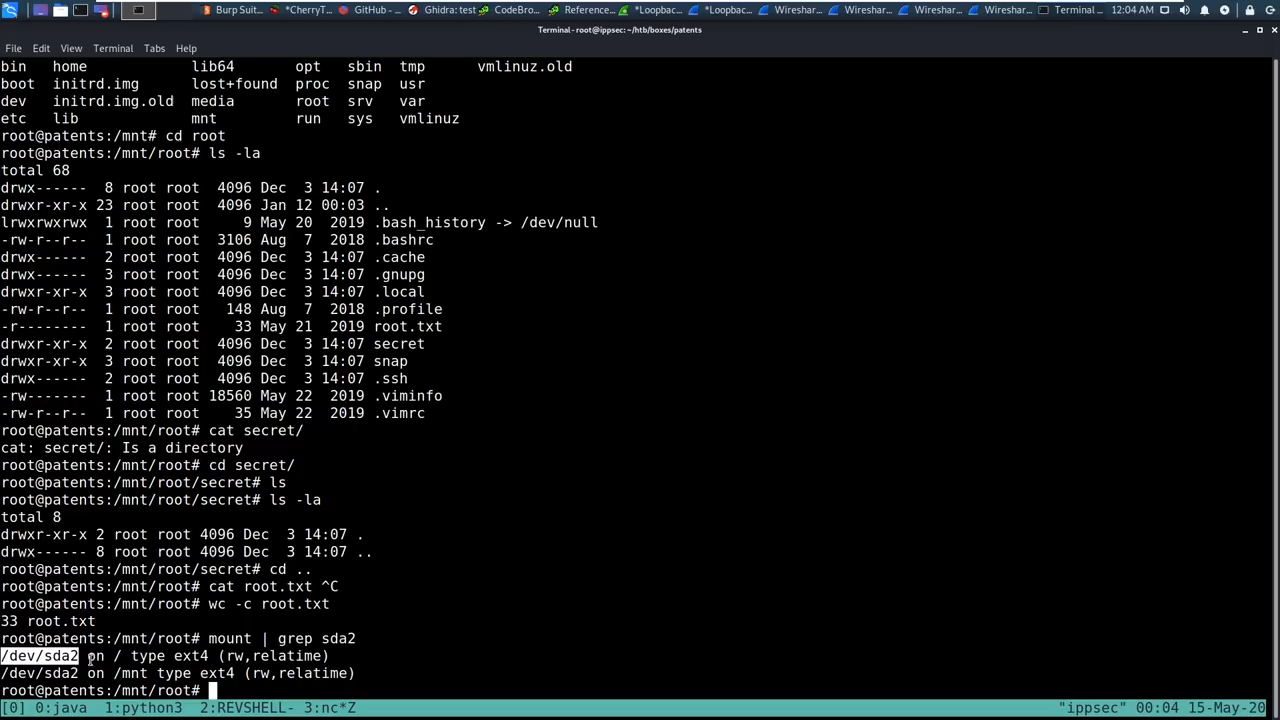 Burp Suit...
*CherryT...
GitHub -...
Ghidra: ...
CodeBro...
Referenc...
*Loopbac...
*Loopbac...
Wireshar...
Wireshar...
Wireshar...
Wireshar...
Terminal ...
12:04 AM
Terminal - root@ippsec:~/htb/boxes/patents
File Edit View Terminal Tabs Help
bin home lib64 opt sbin tmp vmlinuz.old
boot initrd.img lost+found proc snap usr
dev initrd.img.old media root srv var
etc lib mnt run sys vmlinuz
root@patents:/mnt# cd root
root@patents:/mnt/root# ls -la
total 68
drwx------ 8 root root 4096 Dec 3 14:07 .
drwxr-xr-x 23 root root 4096 Jan 12 00:03 ..
lrwxrwxrwx 1 root root 9 May 20 2019 .bash_history -> /dev/null
-rw-r--r-- 1 root root 3106 Aug 7 2018 .bashrc
drwx------ 2 root root 4096 Dec 3 14:07 .cache
drwx------ 3 root root 4096 Dec 3 14:07 .gnupg
drwxr-xr-x 3 root root 4096 Dec 3 14:07 .local
-rw-r--r-- 1 root root 148 Aug 7 2018 .profile
-r-------- 1 root root 33 May 21 2019 root.txt
drwxr-xr-x 2 root root 4096 Dec 3 14:07 secret
drwxr-xr-x 3 root root 4096 Dec 3 14:07 snap
drwx------ 2 root root 4096 Dec 3 14:07 .ssh
-rw------- 1 root root 18560 May 22 2019 .viminfo
-rw-r--r-- 1 root root 35 May 22 2019 .vimrc
root@patents:/mnt/root# cat secret/
cat: secret/: Is a directory
root@patents:/mnt/root# cd secret/
root@patents:/mnt/root/secret# ls
root@patents:/mnt/root/secret# ls -la
total 8
drwxr-xr-x 2 root root 4096 Dec 3 14:07 .
drwx------ 8 root root 4096 Dec 3 14:07 ..
root@patents:/mnt/root/secret# cd ..
root@patents:/mnt/root# cat root.txt ^C
root@patents:/mnt/root# wc -c root.txt
33 root.txt
root@patents:/mnt/root# mount | grep sda2
/dev/sda2 on / type ext4 (rw,relatime)
/dev/sda2 on /mnt type ext4 (rw,relatime)
root@patents:/mnt/root#
[0] 0:java 1:python3 2:REVSHELL- 3:nc*Z "ippsec" 00:04 15-May-20